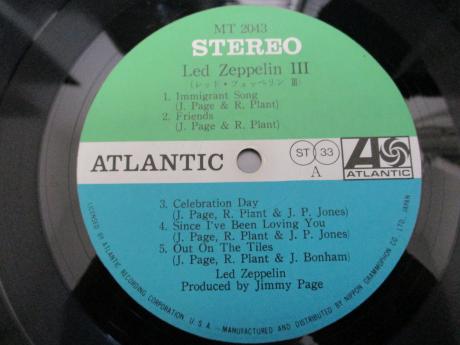 MT 2043
STEREO
Led Zeppelin III
(レッド・ツェッペリン Ⅲ)
1. Immigrant Song
(J. Page & R. Plant)
2. Friends
(J. Page & R. Plant)
ATLANTIC
ST 33
A
ATLANTIC
3. Celebration Day
(J. Page, R. Plant & J. P. Jones)
4. Since I've Been Loving You
(J. Page, R. Plant & J. P. Jones)
5. Out On The Tiles
(J. Page, R. Plant & J. Bonham)
Led Zeppelin
Produced by Jimmy Page
LICENSED BY ATLANTIC RECORDING CORPORATION U.S.A. - MANUFACTURED AND DISTRIBUTED BY NIPPON GRAMMOPHON CO. LTD., JAPAN